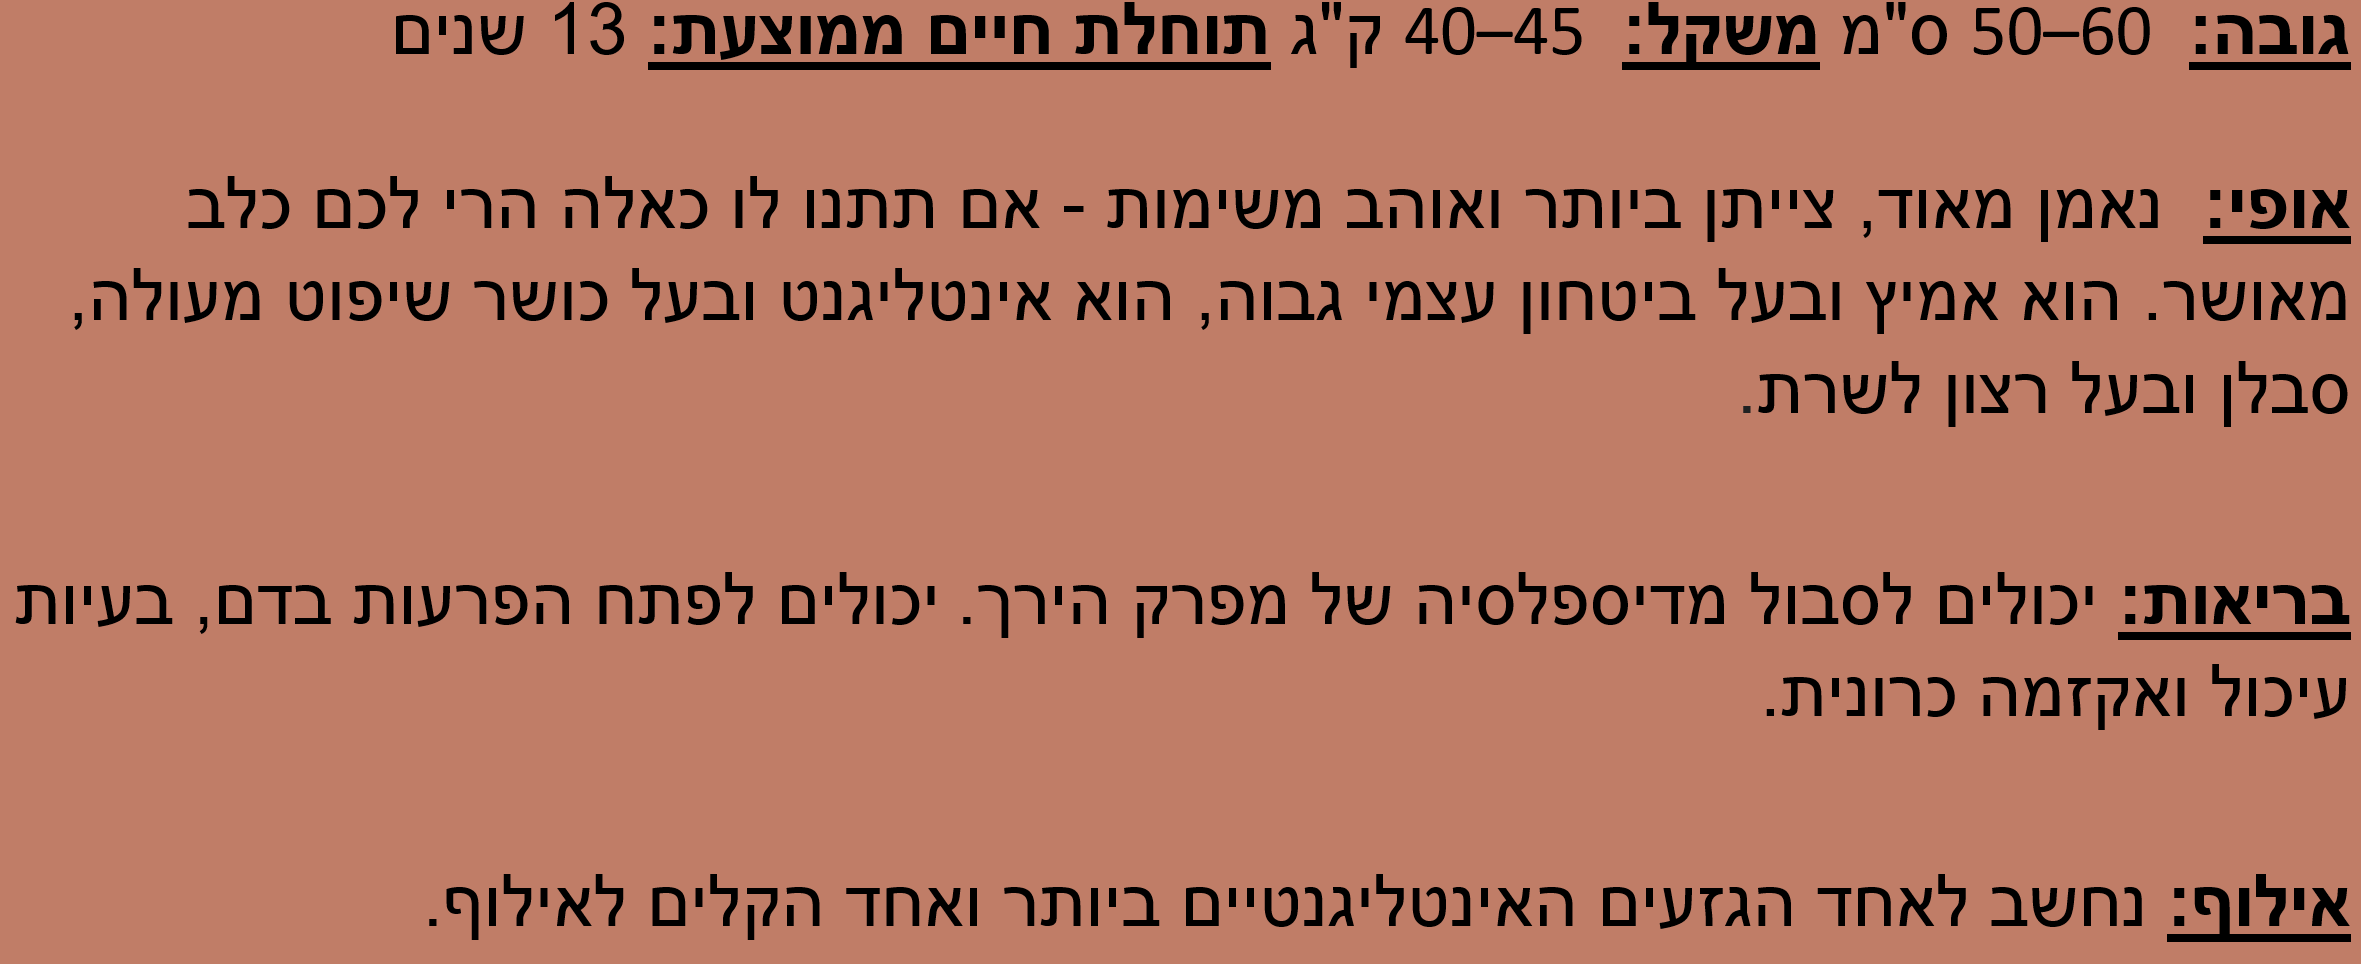 גובה:  50–60 ס"מ משקל:  40–45 ק"ג תוחלת חיים ממוצעת: 13 שנים
אופי:  נאמן מאוד, צייתן ביותר ואוהב משימות - אם תתנו לו כאלה הרי לכם כלב
מאושר. הוא אמיץ ובעל ביטחון עצמי גבוה, הוא אינטליגנט ובעל כושר שיפוט מעולה,
סבלן ובעל רצון לשרת.
בריאות: יכולים לסבול מדיספלסיה של מפרק הירך. יכולים לפתח הפרעות בדם, בעיות
עיכול ואקזמה כרונית.
אילוף: נחשב לאחד הגזעים האינטליגנטיים ביותר ואחד הקלים לאילוף.